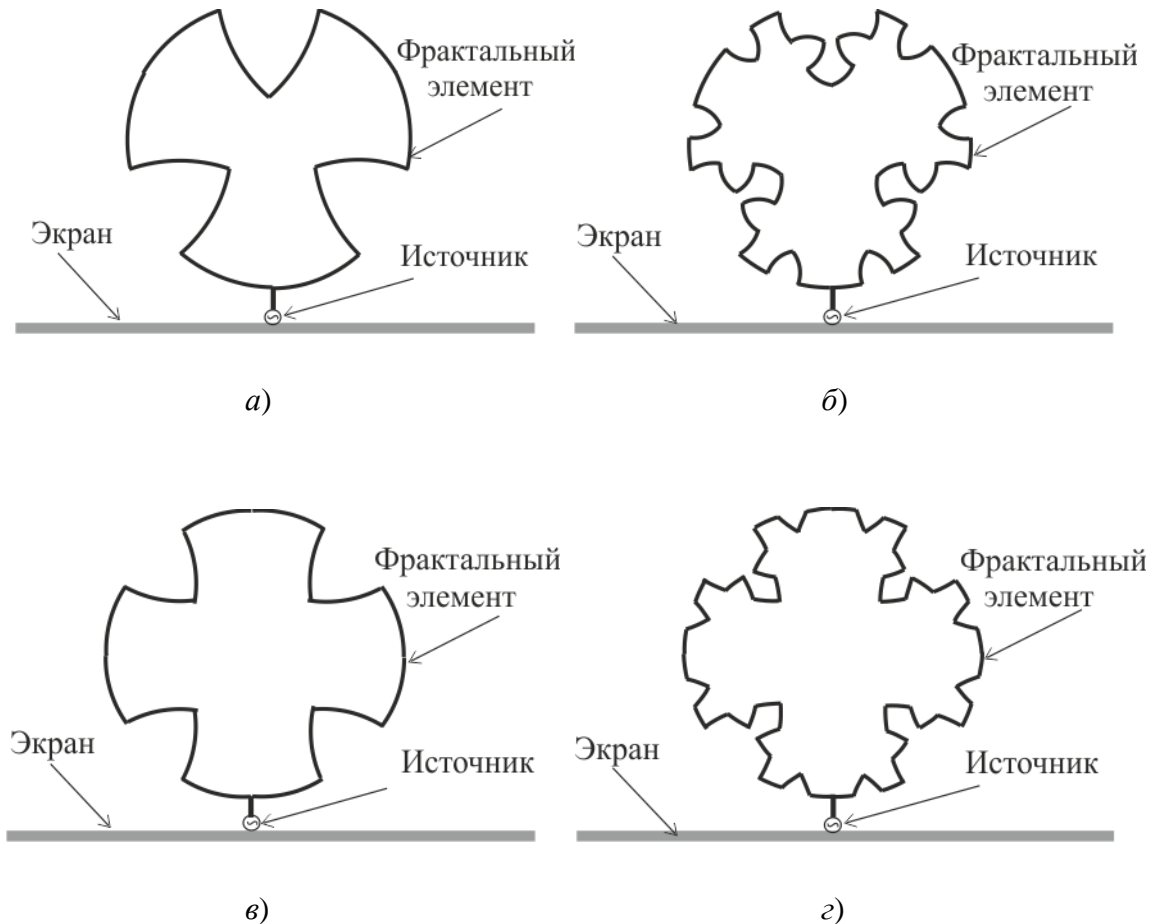 Фрактальный
элемент
Экран
Источник
а)
Фрактальный
элемент
Экран
Источник
б)
Фрактальный
элемент
Экран
Источник
в)
Фрактальный
элемент
Экран
Источник
г)